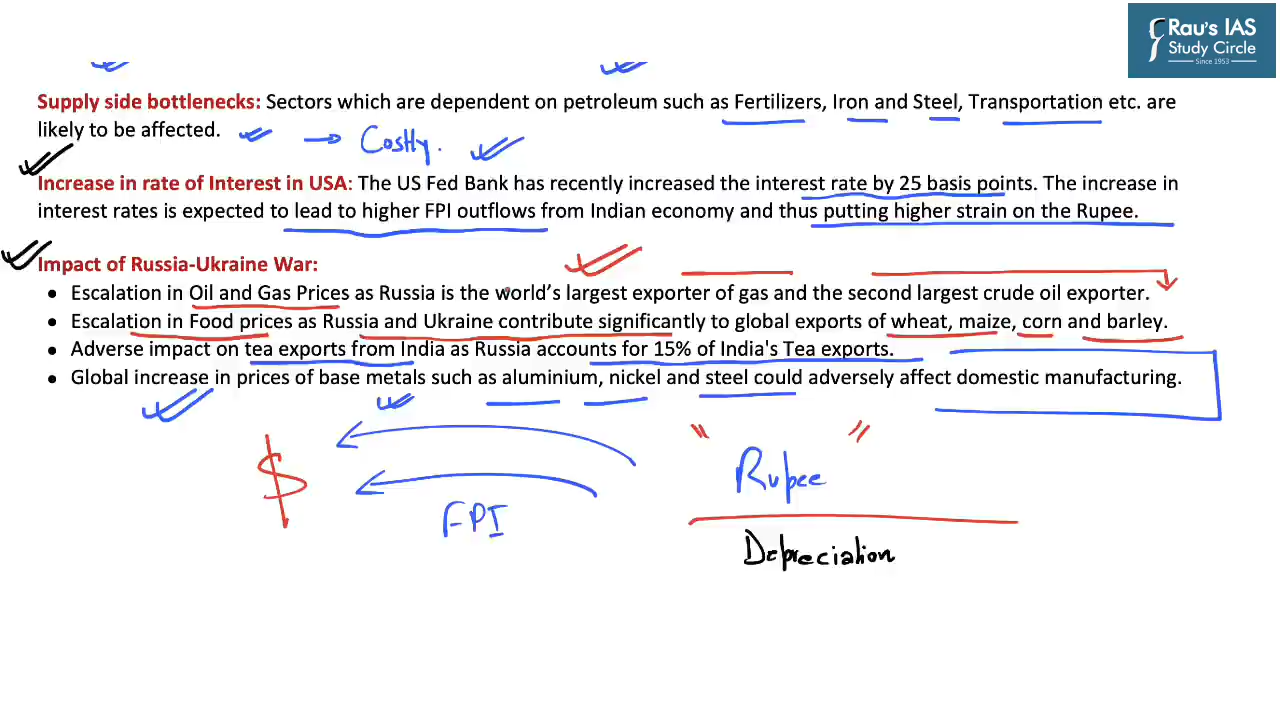 Rau's IAS
Study Circle
Since 1953
Supply side bottlenecks: Sectors which are dependent on petroleum such as Fertilizers, Iron and Steel, Transportation etc. are
likely to be affected.
→ Costly.
Increase in rate of Interest in USA: The US Fed Bank has recently increased the interest rate by 25 basis points. The increase in
interest rates is expected to lead to higher FPI outflows from Indian economy and thus putting higher strain on the Rupee.
Impact of Russia-Ukraine War:
• Escalation in Oil and Gas Prices as Russia is the world's largest exporter of gas and the second largest crude oil exporter.
• Escalation in Food prices as Russia and Ukraine contribute significantly to global exports of wheat, maize, corn and barley.
• Adverse impact on tea exports from India as Russia accounts for 15% of India's Tea exports.
• Global increase in prices of base metals such as aluminium, nickel and steel could adversely affect domestic manufacturing.
$
FPI
" Rupee "
Depreciation